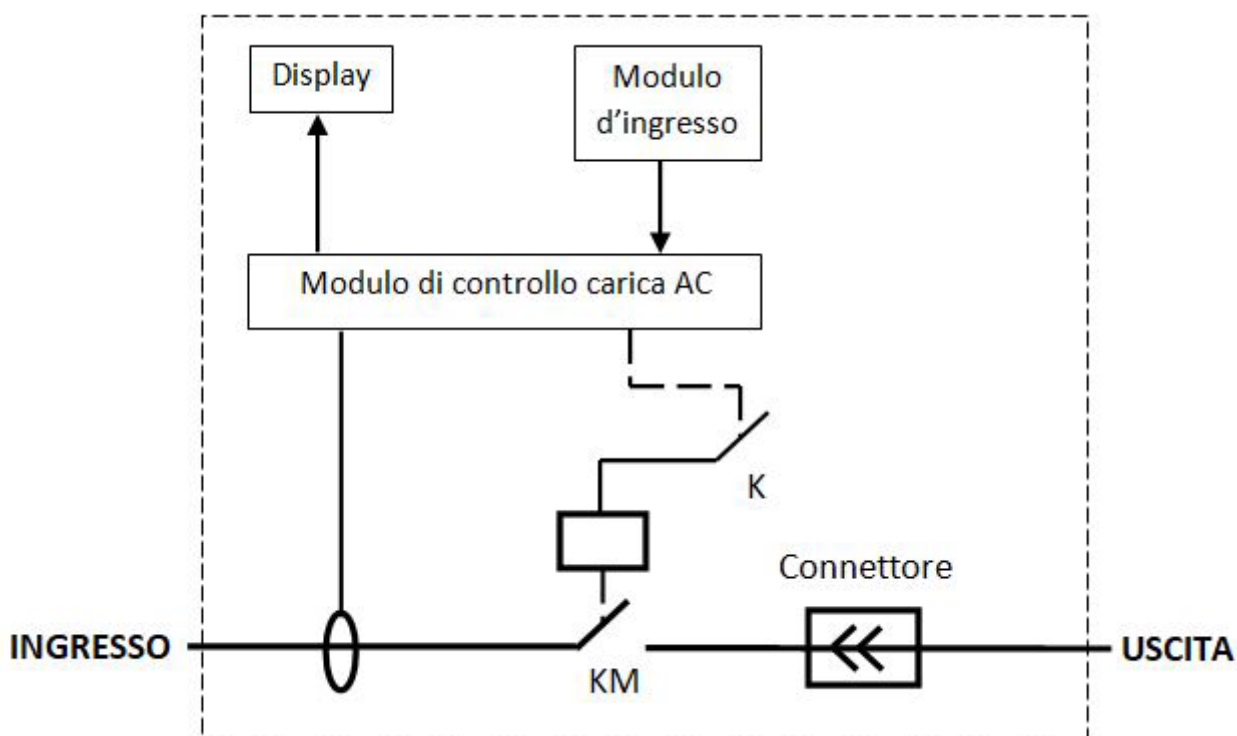 Display
Modulo
d'ingresso
Modulo di controllo carica AC
K
Connettore
INGRESSO
USCITA
KM